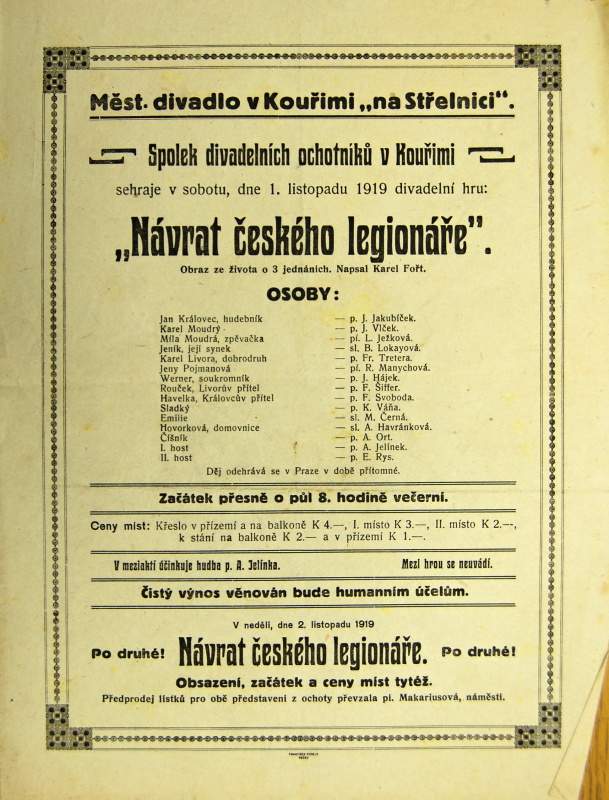 Měst. divadlo v Kouřimi „na Střelnici“.
Spolek divadelních ochotníků v Kouřimi
sehraje v sobotu, dne 1. listopadu 1919 divadelní hru:
„Návrat českého legionáře”.
Obraz ze života o 3 jednáních. Napsal Karel Fořt.
OSOBY:
Jan Královec, hudebník — p. J. Jakubíček.
Karel Moudrý — p. J. Vlček.
Míla Moudrá, zpěvačka — pí. L. Ježková.
Jeník, její synek — sl. B. Lokayová.
Karel Livora, dobrodruh — p. Fr. Tretera.
Jeny Pojmanová — pí. R. Manychová.
Werner, soukromník — p. J. Hájek.
Rouček, Livorův přítel — p. F. Šiffer.
Havelka, Královcův přítel — p. F. Svoboda.
Sladký — p. K. Váňa.
Emilie — sl. M. Černá.
Hovorková, domovnice — sl. A. Havránková.
Číšník — p. A. Ort.
I. host — p. A. Jelínek.
II. host — p. E. Rys.
Děj odehrává se v Praze v době přítomné.
Začátek přesně o půl 8. hodině večerní.
Ceny míst: Křeslo v přízemí a na balkoně K 4.—, I. místo K 3.—, II. místo K 2.—,
k stání na balkoně K 2.— a v přízemí K 1.—.
V meziaktí účinkuje hudba p. A. Jelínka. Mezi hrou se neuvádí.
Čistý výnos věnován bude humanním účelům.
V neděli, dne 2. listopadu 1919
Po druhé! Návrat českého legionáře. Po druhé!
Obsazení, začátek a ceny míst tytéž.
Předprodej lístků pro obě představení z ochoty převzala pí. Makariusová, náměstí.